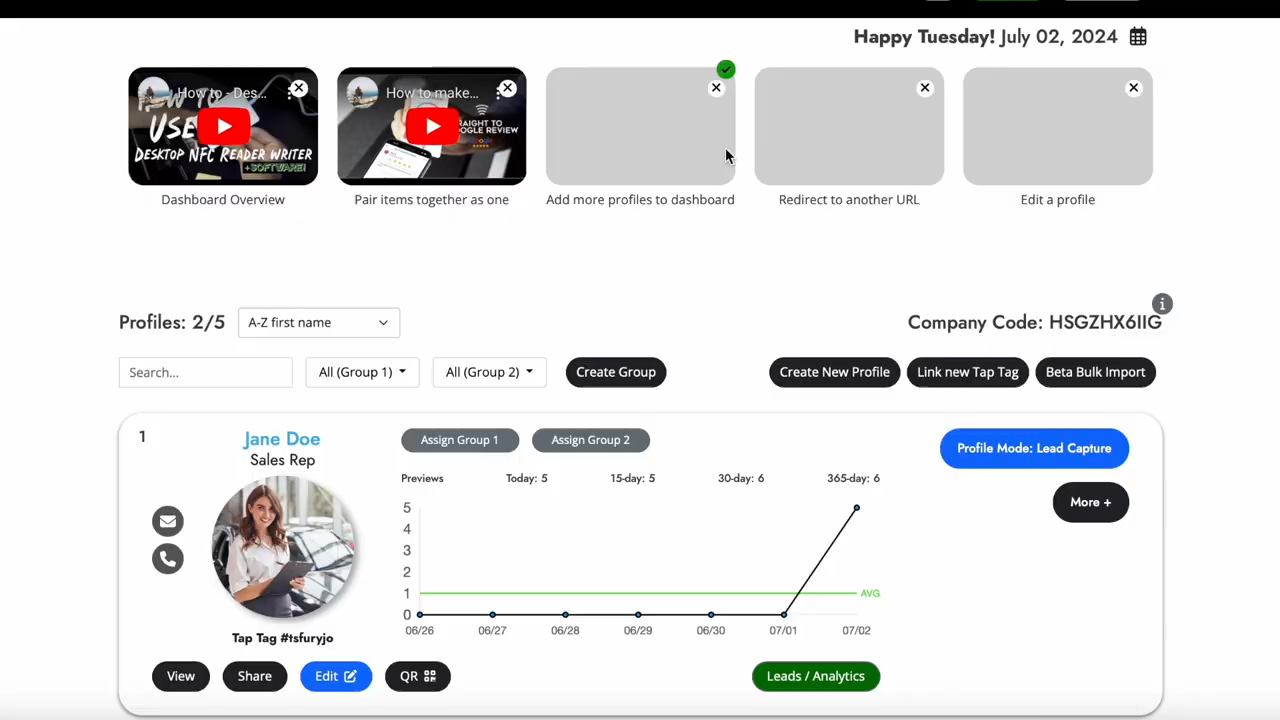 Happy Tuesday! July 02, 2024
How to - Des...
HOW TO
USE
DESKTOP NFC READER WRITER
+SOFTWARE!
How to make...
STRAIGHT TO
GOOGLE REVIEW
Dashboard Overview
Pair items together as one
Add more profiles to dashboard
Redirect to another URL
Edit a profile
Profiles: 2/5
A-Z first name
Company Code: HSGZHX6IIG
Search...
All (Group 1)
All (Group 2)
Create Group
Create New Profile
Link new Tap Tag
Beta Bulk Import
1
Jane Doe
Sales Rep
Assign Group 1
Assign Group 2
Profile Mode: Lead Capture
Previews
Today: 5
15-day: 5
30-day: 6
365-day: 6
More +
5
4
3
2
1
0
AVG
06/26
06/27
06/28
06/29
06/30
07/01
07/02
Tap Tag #tsfuryjo
View
Share
Edit
QR
Leads / Analytics